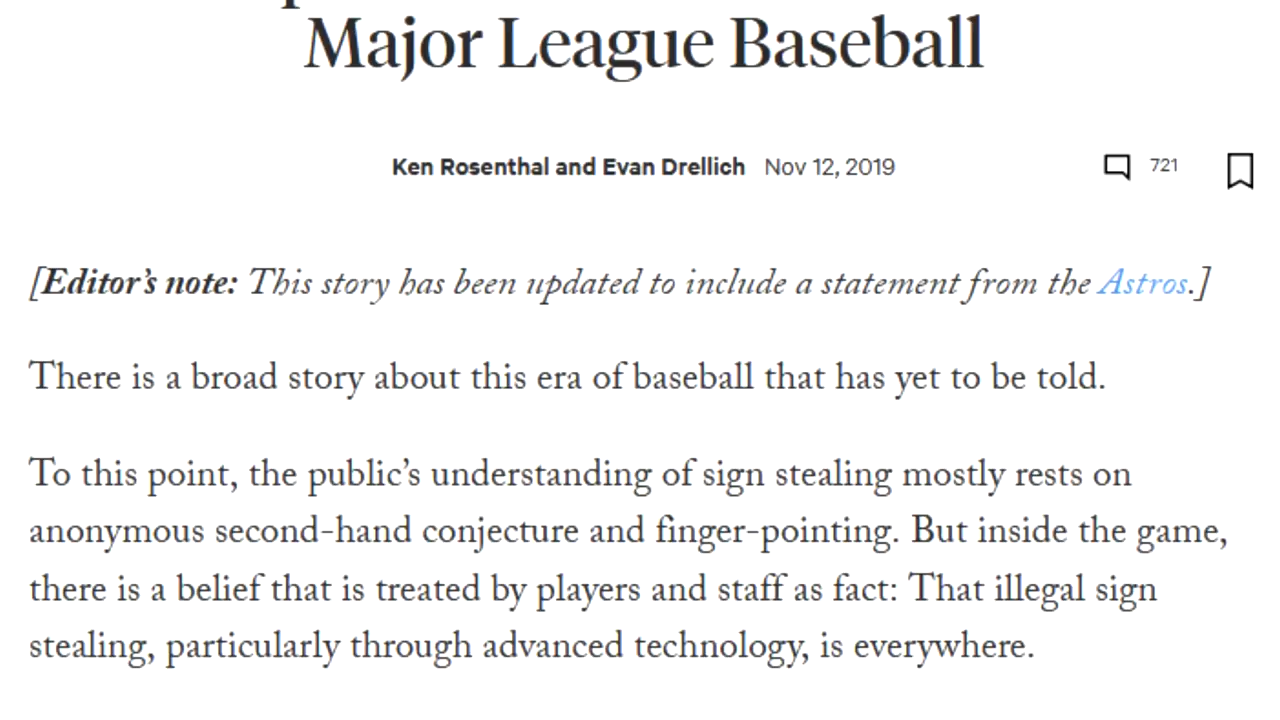 Major League Baseball
Ken Rosenthal and Evan Drellich Nov 12, 2019 721
[Editor's note: This story has been updated to include a statement from the Astros.]
There is a broad story about this era of baseball that has yet to be told.
To this point, the public's understanding of sign stealing mostly rests on
anonymous second-hand conjecture and finger-pointing. But inside the game,
there is a belief that is treated by players and staff as fact: That illegal sign
stealing, particularly through advanced technology, is everywhere.